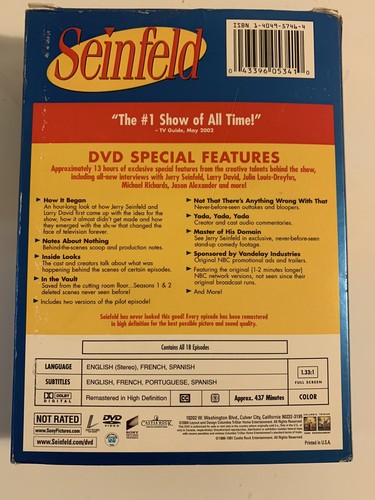 ISBN 1-4049-5746-4
Seinfeld
0 43396 05341 0
"The #1 Show of All Time!"
– TV Guide, May 2002
DVD SPECIAL FEATURES
Approximately 13 hours of exclusive special features from the creative talents behind the show,
including all-new interviews with Jerry Seinfeld, Larry David, Julia Louis-Dreyfus,
Michael Richards, Jason Alexander and more!
How It Began
An hour-long look at how Jerry Seinfeld and
Larry David first came up with the idea for the
show, how it almost didn't get made and how
they emerged with the show that changed the
face of television forever.
Notes About Nothing
Behind-the-scenes scoop and production notes.
Inside Looks
The cast and creators talk about what was
happening behind the scenes of certain episodes.
In the Vault
Saved from the cutting room floor...Seasons 1 & 2
deleted scenes never seen before!
Includes two versions of the pilot episode!
Not That There's Anything Wrong With That
Never-before-seen outtakes and bloopers.
Yada, Yada, Yada
Creator and cast audio commentaries.
Master of His Domain
See Jerry Seinfeld in exclusive, never-before-seen
stand-up comedy footage.
Sponsored by Vandelay Industries
Original NBC promotional ads and trailers.
Featuring the original (1-2 minutes longer)
NBC network versions, not seen since their
original broadcast runs.
And More!
Seinfeld has never looked this good! Every episode has been remastered
in high definition for the best possible picture and sound quality.
Contains All 18 Episodes
LANGUAGE ENGLISH (Stereo), FRENCH, SPANISH
1.33:1
FULL SCREEN
SUBTITLES ENGLISH, FRENCH, PORTUGUESE, SPANISH
DOLBY DIGITAL Remastered in High Definition CC Approx. 437 Minutes COLOR
NOT RATED
www.SonyPictures.com
www.Seinfeld.com/dvd
DVD VIDEO
SONY PICTURES
CASTLE ROCK
10202 W. Washington Blvd., Culver City, California 90232-3195
Printed in U.S.A.